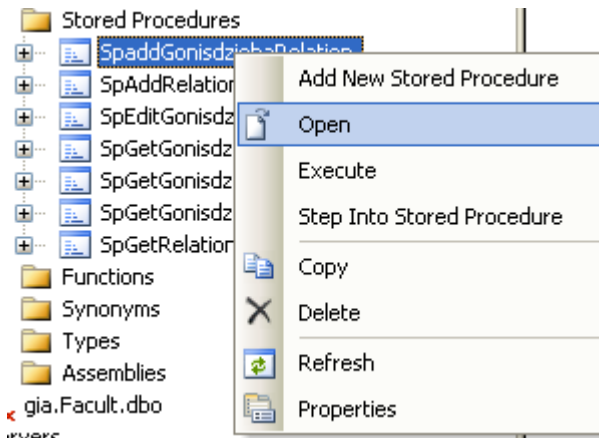 Stored Procedures
SpaddGonisdziebaRelation
SpAddRelation
SpEditGonisdz
SpGetGonisdz
SpGetGonisdz
SpGetGonisdz
SpGetRelation
Functions
Synonyms
Types
Assemblies
gia.Facult.dbo
Add New Stored Procedure
Open
Execute
Step Into Stored Procedure
Copy
Delete
Refresh
Properties